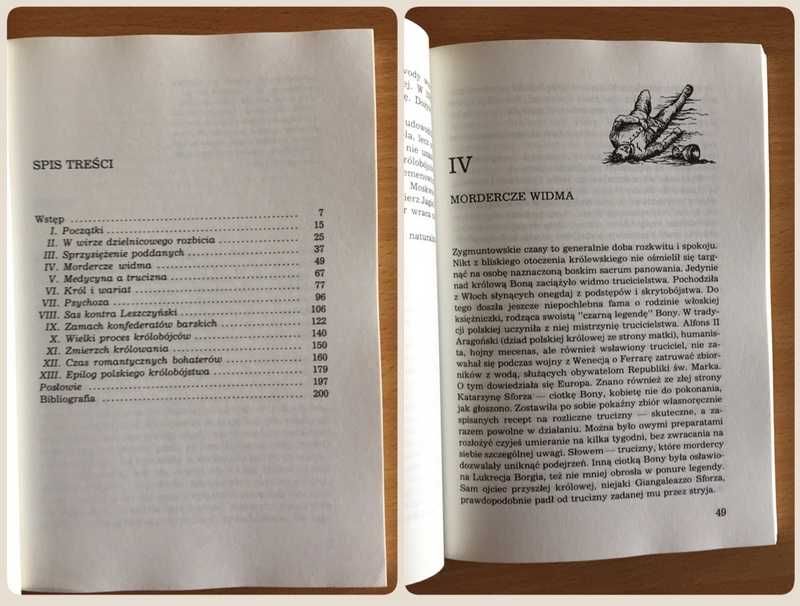 SPIS TREŚCI
Wstęp 7
I. Początki 15
II. W wirze dzielnicowego rozbicia 25
III. Sprzysiężenie poddanych 37
IV. Mordercze widma 49
V. Medycyna a trucizna 67
VI. Król i wariat 77
VII. Psychoza 96
VIII. Sas kontra Leszczyński 106
IX. Zamach konfederatów barskich 122
X. Wielki proces królobójców 140
XI. Zmierzch królowania 150
XII. Czas romantycznych bohaterów 160
XIII. Epilog polskiego królobójstwa 179
Posłowie 197
Bibliografia 200
IV
MORDERCZE WIDMA
Zygmuntowskie czasy to generalnie doba rozkwitu i spokoju.
Nikt z bliskiego otoczenia królewskiego nie ośmielił się targ-
nąć na osobę naznaczoną boskim sacrum panowania. Jedynie
nad królową Boną zaciążyło widmo trucicielstwa. Pochodziła
z Włoch słynących onegdaj z podstępów i skrytobójstwa. Do
tego doszła jeszcze niepochlebna fama o rodzinie włoskiej
księżniczki, rodząca swoistą "czarną legendę" Bony. W trady-
cji polskiej uczyniła z niej mistrzynię trucicielstwa. Alfons II
Aragoński (dziad polskiej królowej ze strony matki), humanis-
ta, hojny mecenas, ale również wsławiony truciciel, nie za-
wahał się podczas wojny z Wenecją o Ferrarę zatruwać zbior-
ników z wodą, służących obywatelom Republiki św. Marka.
O tym dowiedziała się Europa. Znano również ze złej strony
Katarzynę Sforza — ciotkę Bony, kobietę nie do pokonania,
jak głoszono. Zostawiła po sobie pokaźny zbiór własnoręcznie
spisanych recept na rozliczne trucizny — skuteczne, a za-
razem powolne w działaniu. Można było owymi preparatami
rozłożyć czyjeś umieranie na kilka tygodni, bez zwracania na
siebie szczególnej uwagi. Słowem — trucizny, które mordercy
dozwalały uniknąć podejrzeń. Inną ciotką Bony była osławio-
na Lukrecja Borgia, też nie mniej obrosła w ponure legendy.
Sam ojciec przyszłej królowej, niejaki Giangaleazzo Sforza,
prawdopodobnie padł od trucizny zadanej mu przez stryja.
49